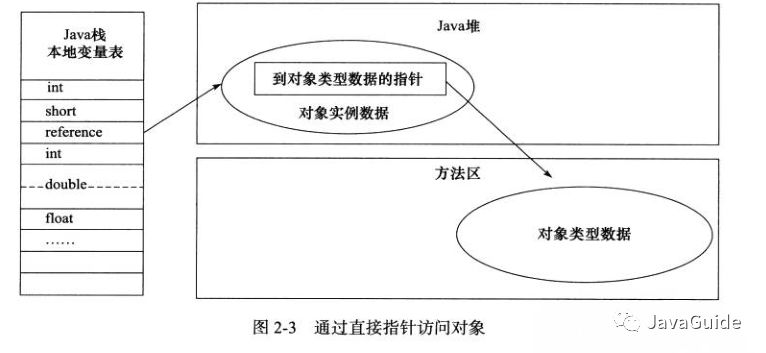 Java栈
本地变量表
int
short
reference
int
double
float
……
Java堆
到对象类型数据的指针
对象实例数据
方法区
对象类型数据
图 2-3 通过直接指针访问对象
JavaGuide